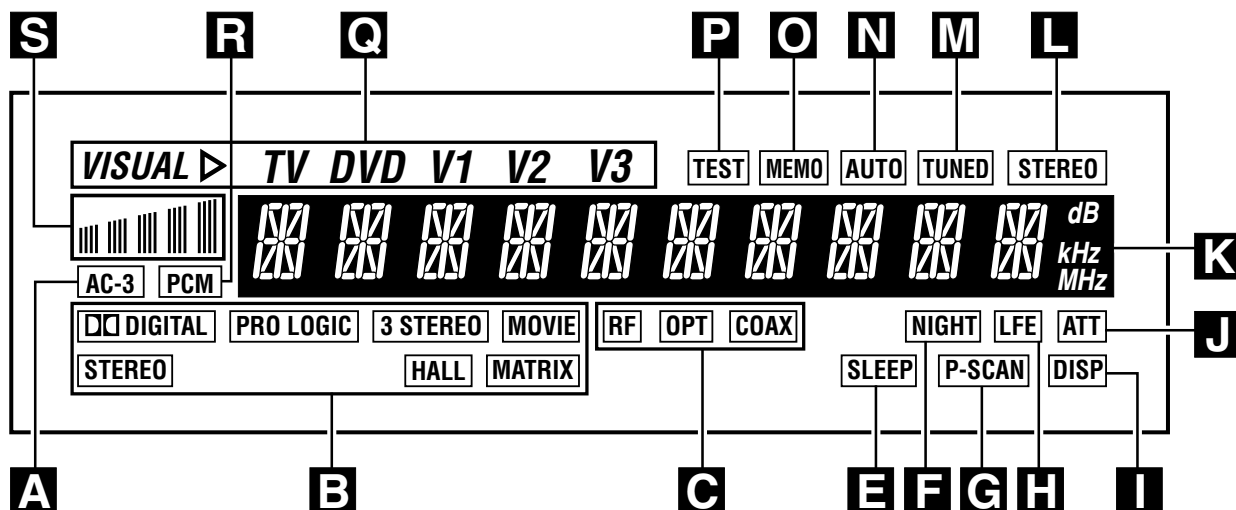 S R Q P O N M L
VISUAL TV DVD V1 V2 V3 TEST MEMO AUTO TUNED STEREO
dB
kHz
MHz
K
AC-3 PCM
DIGITAL PRO LOGIC 3 STEREO MOVIE RF OPT COAX NIGHT LFE ATT
J
STEREO HALL MATRIX SLEEP P-SCAN DISP
A B C E F G H I